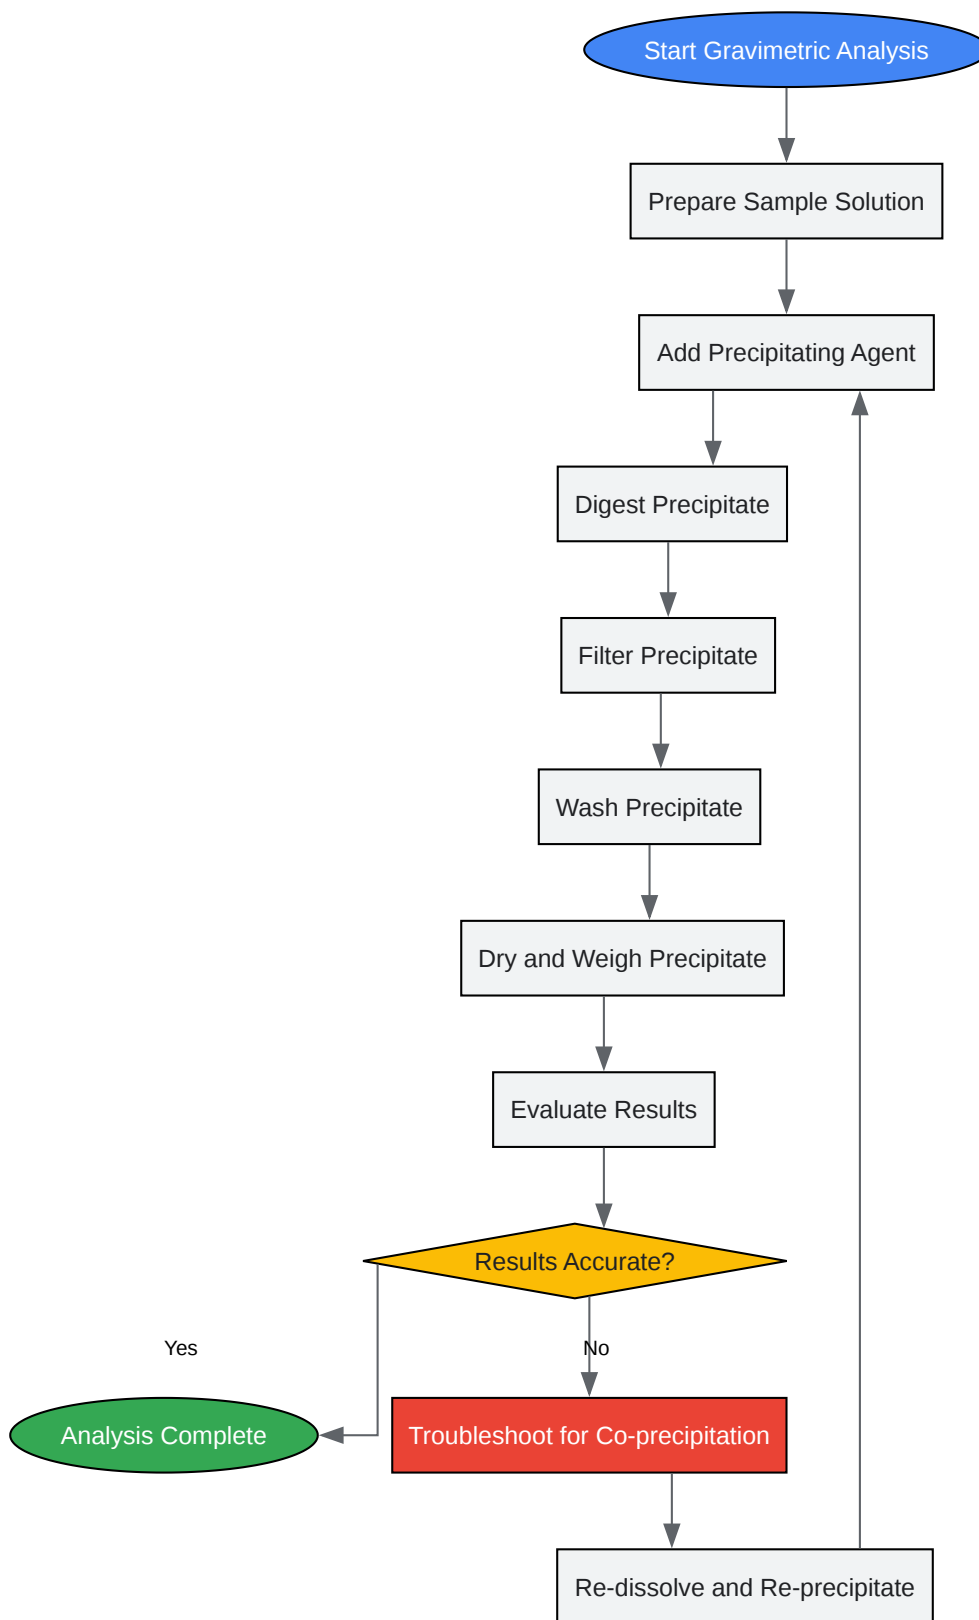 Start Gravimetric Analysis
Prepare Sample Solution
Add Precipitating Agent
Digest Precipitate
Filter Precipitate
Wash Precipitate
Dry and Weigh Precipitate
Evaluate Results
Results Accurate?
Yes
No
Analysis Complete
Troubleshoot for Co-precipitation
Re-dissolve and Re-precipitate